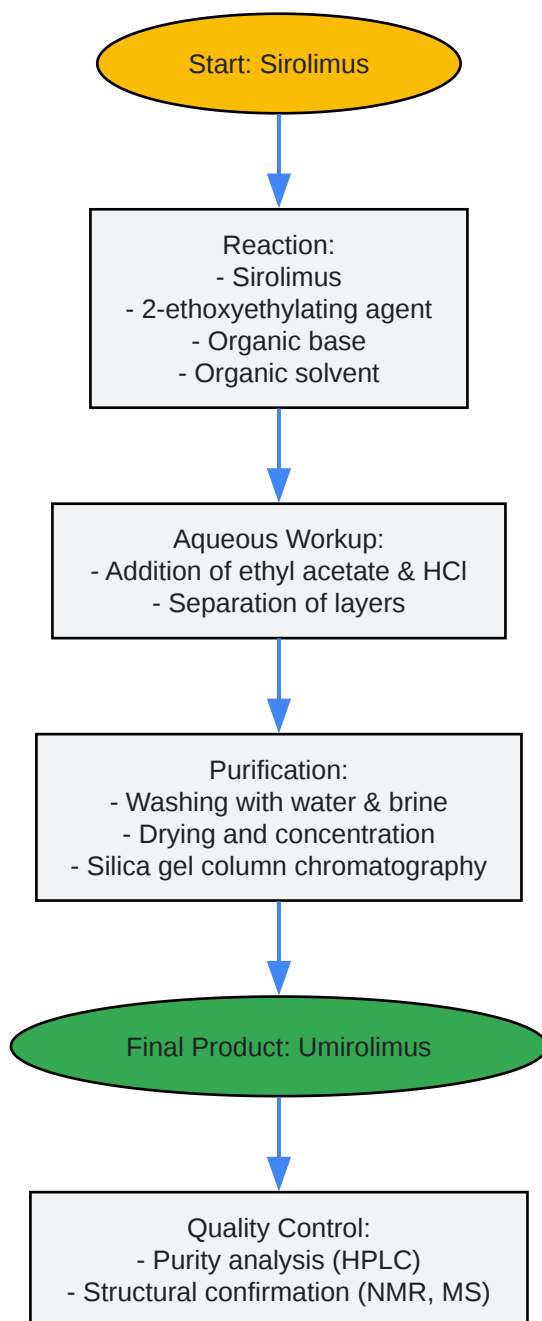 Start: Sirolimus
Reaction:
- Sirolimus
- 2-ethoxyethylating agent
- Organic base
- Organic solvent
Aqueous Workup:
- Addition of ethyl acetate & HCl
- Separation of layers
Purification:
- Washing with water & brine
- Drying and concentration
- Silica gel column chromatography
Final Product: Umirolimus
Quality Control:
- Purity analysis (HPLC)
- Structural confirmation (NMR, MS)